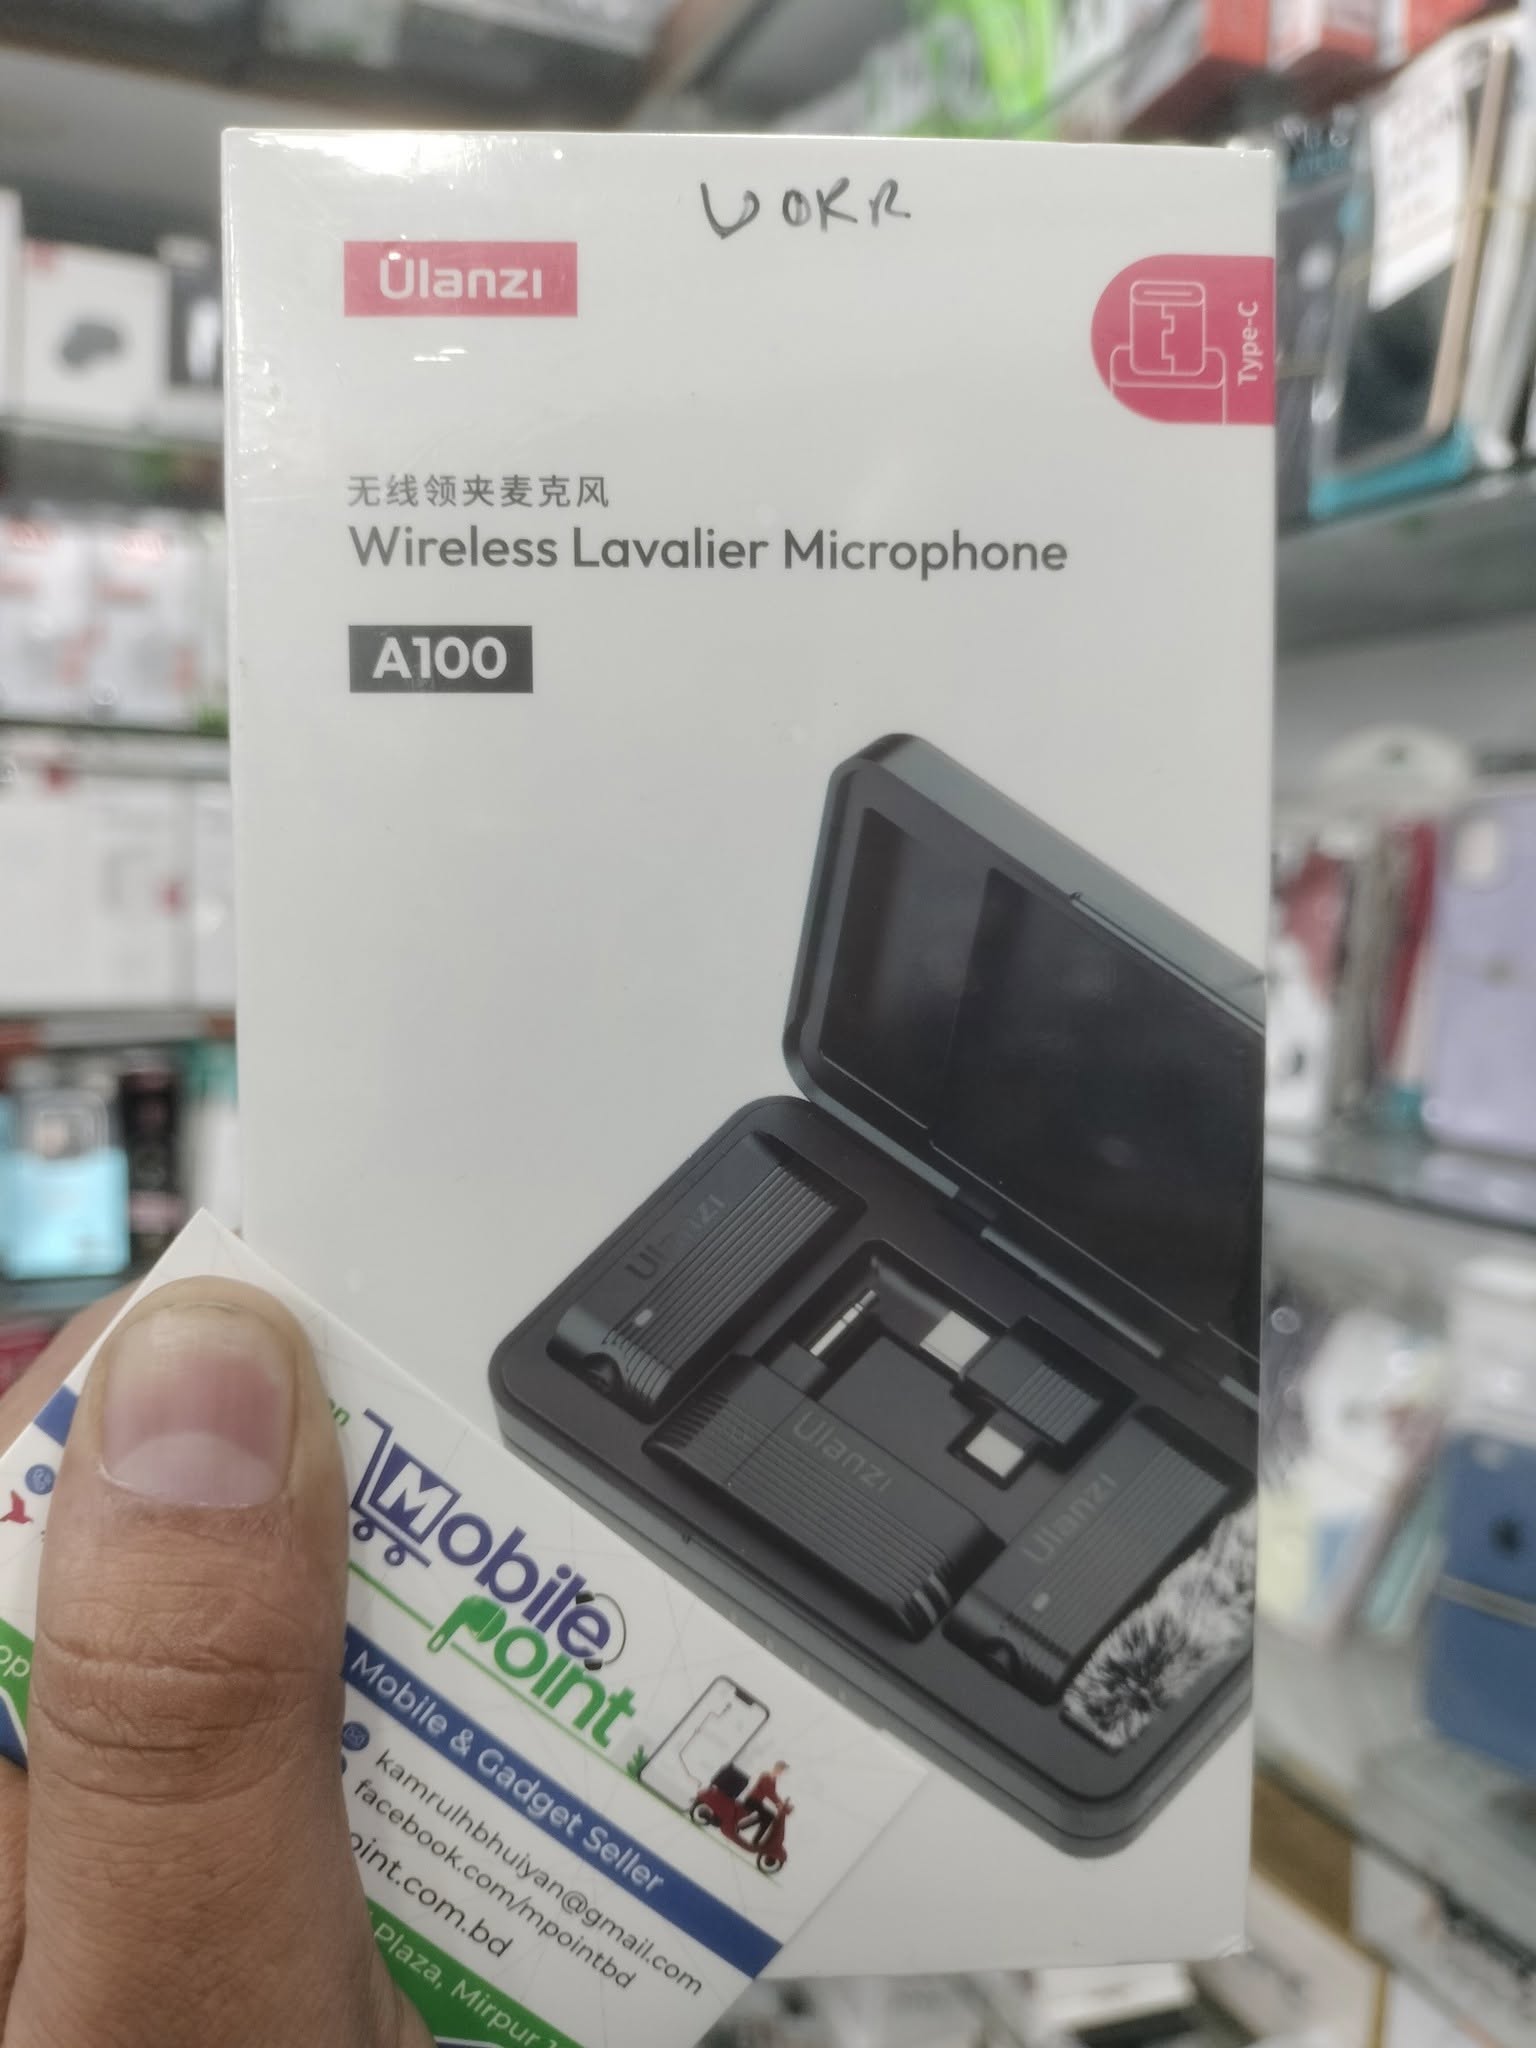 UOKR
Ulanzi
Type-C
无线领夹麦克风
Wireless Lavalier Microphone
A100
Ulanzi
Ulanzi
Ulanzi
Mobile
point
Mobile & Gadget Seller
kamrulhbhuiyan@gmail.com
facebook.com/mpointbd
oint.com.bd
Plaza, Mirpur